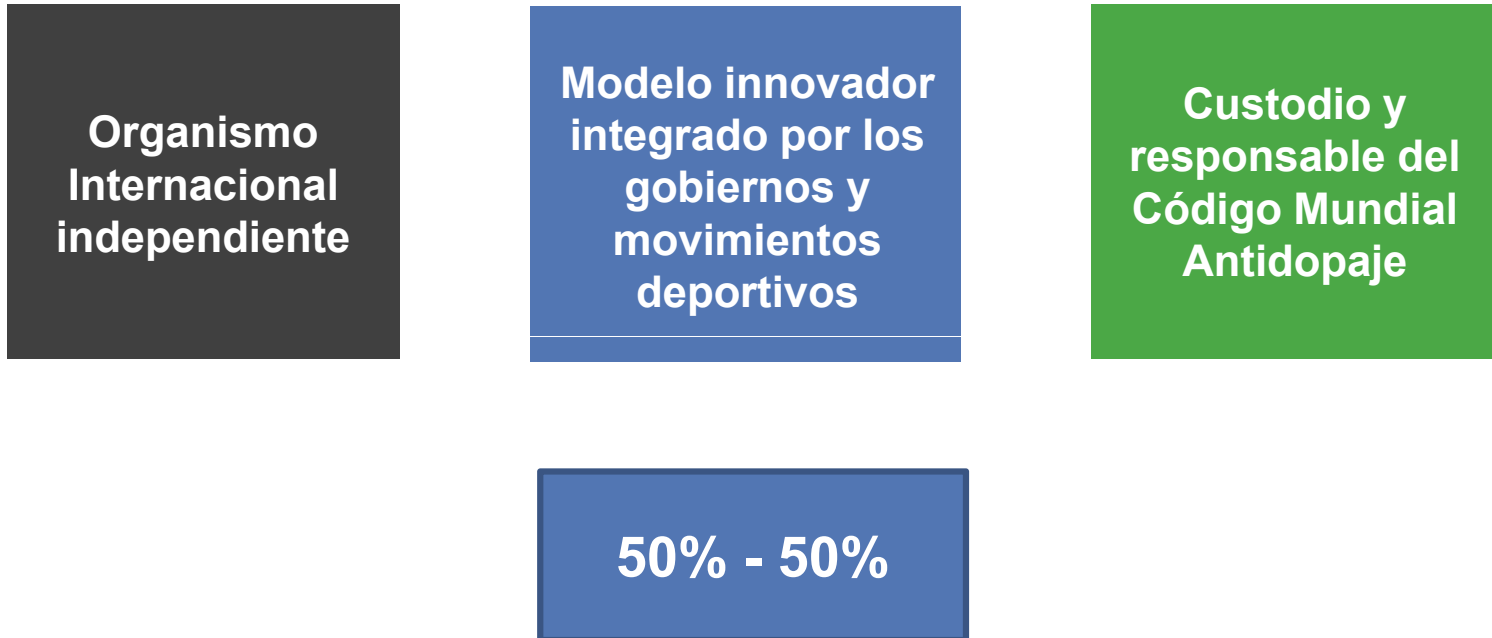 Organismo
Internacional
independiente
Modelo innovador
integrado por los
gobiernos y
movimientos
deportivos
Custodio y
responsable del
Código Mundial
Antidopaje
50% - 50%